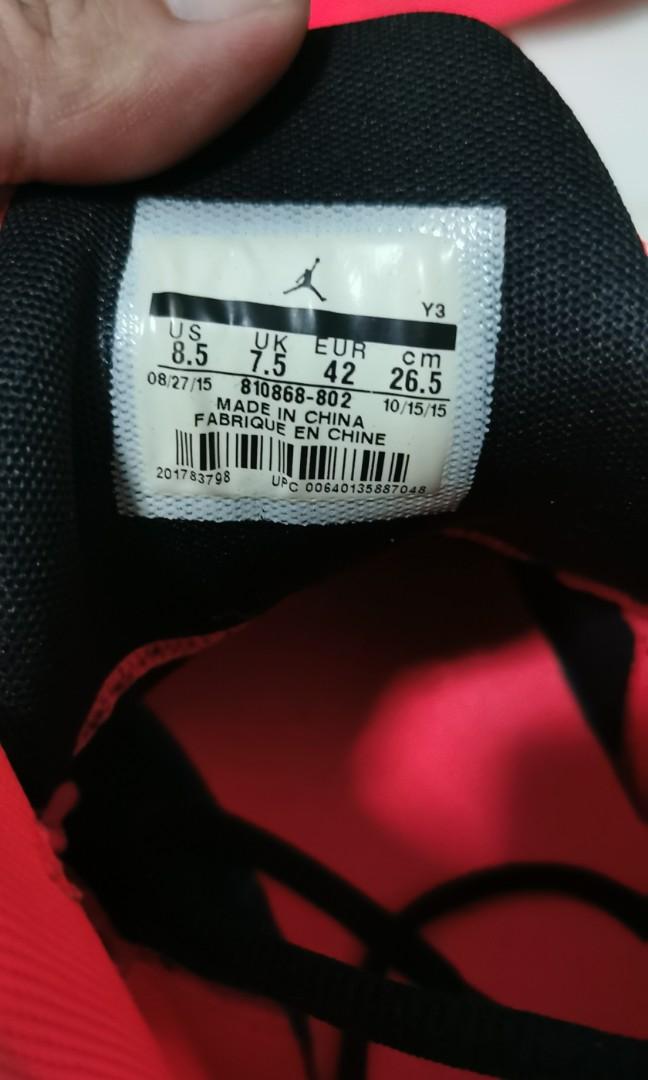 Y3
US UK EUR cm
8.5 7.5 42 26.5
08/27/15 810868-802 10/15/15
MADE IN CHINA
FABRIQUE EN CHINE
201783798 UPC 00640135887048